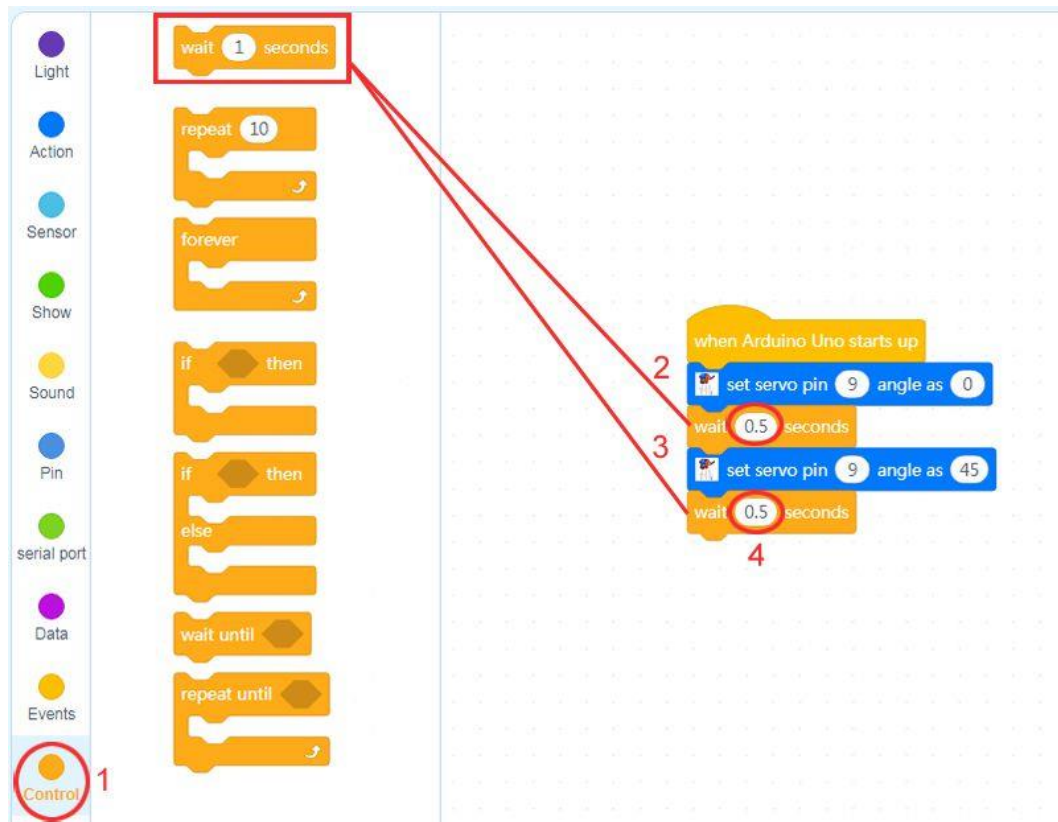 Light
Action
Sensor
Show
Sound
Pin
serial port
Data
Events
Control
1
wait 1 seconds
repeat 10
forever
if then
if then
else
wait until
repeat until
when Arduino Uno starts up
2
set servo pin 9 angle as 0
wait 0.5 seconds
3
set servo pin 9 angle as 45
wait 0.5 seconds
4